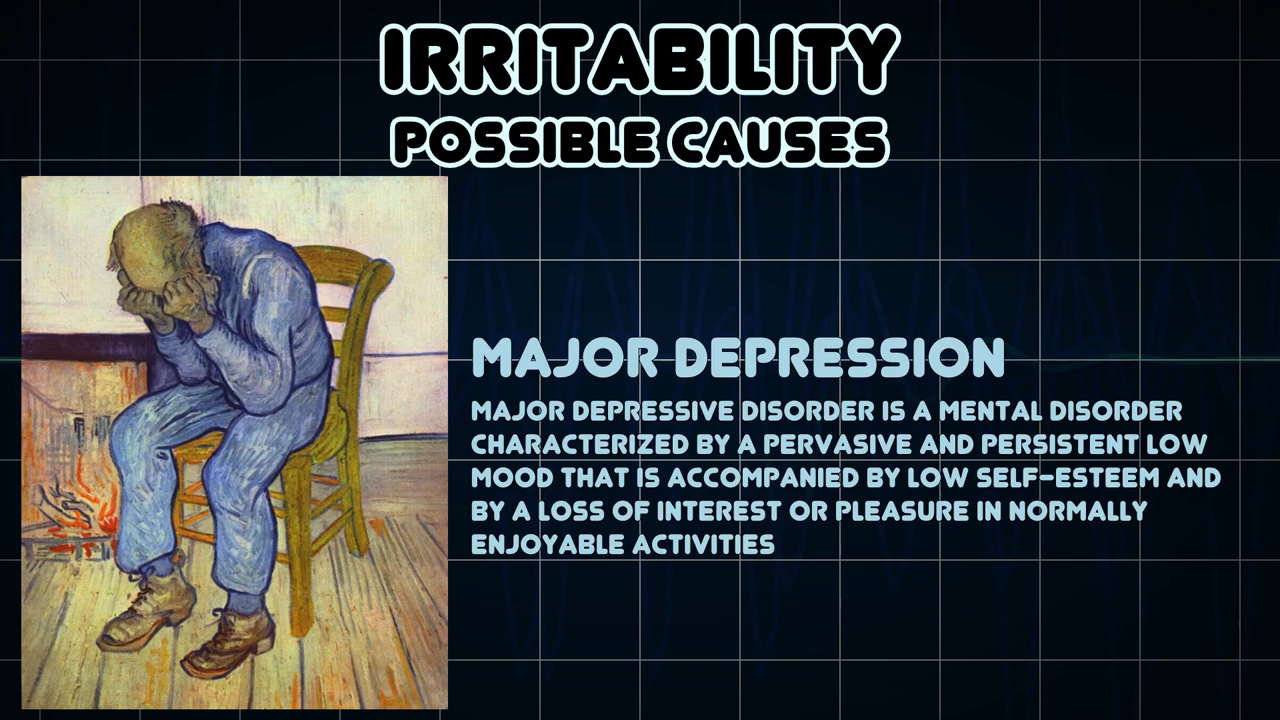 IRRITABILITY
POSSIBLE CAUSES
MAJOR DEPRESSION
MAJOR DEPRESSIVE DISORDER IS A MENTAL DISORDER
CHARACTERIZED BY A PERVASIVE AND PERSISTENT LOW
MOOD THAT IS ACCOMPANIED BY LOW SELF-ESTEEM AND
BY A LOSS OF INTEREST OR PLEASURE IN NORMALLY
ENJOYABLE ACTIVITIES